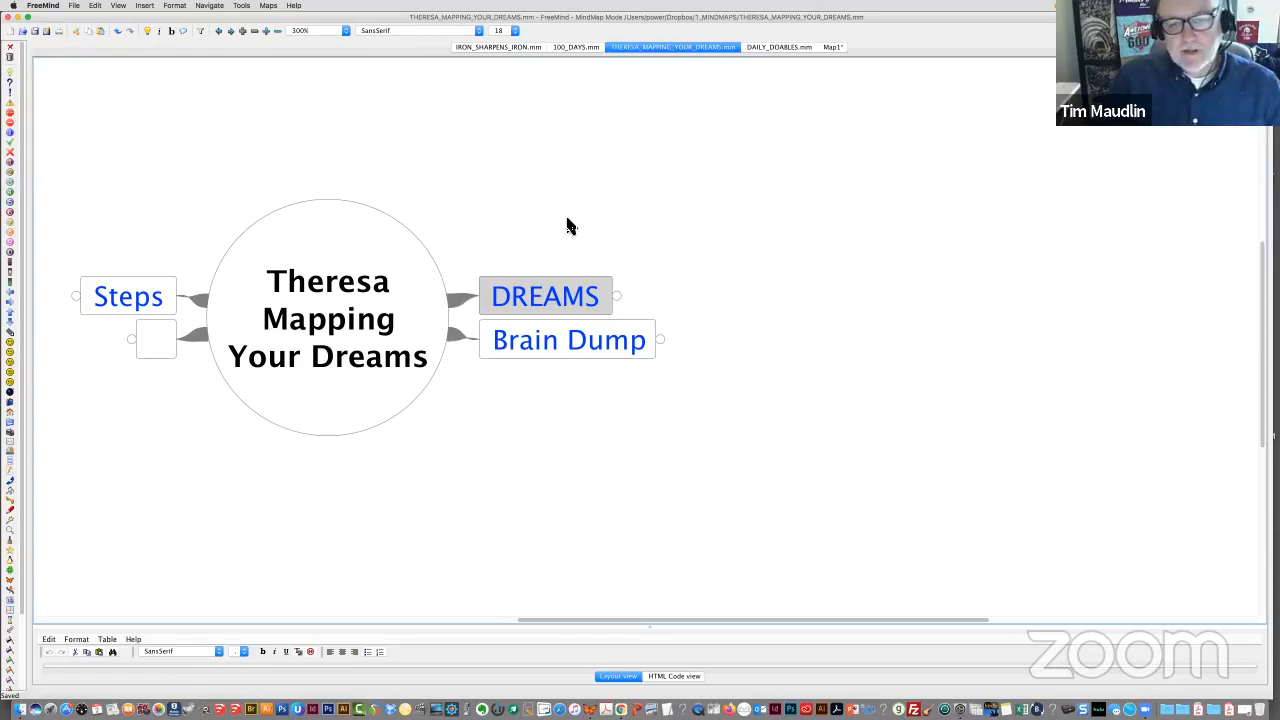 FreeMind File Edit View Insert Format Navigate Tools Maps Help
THERESA_MAPPING_YOUR_DREAMS.mm - FreeMind - MindMap Mode /Users/power/Dropbox/1_MINDMAPS/THERESA_MAPPING_YOUR_DREAMS.mm
300% SansSerif 18
IRON_SHARPENS_IRON.mm 100_DAYS.mm THERESA_MAPPING_YOUR_DREAMS.mm DAILY_DOABLES.mm Map1*
Tim Maudlin
Steps
Theresa
Mapping
Your Dreams
DREAMS
Brain Dump
Edit Format Table Help
SansSerif
Layout view HTML Code view
Saved
zoom